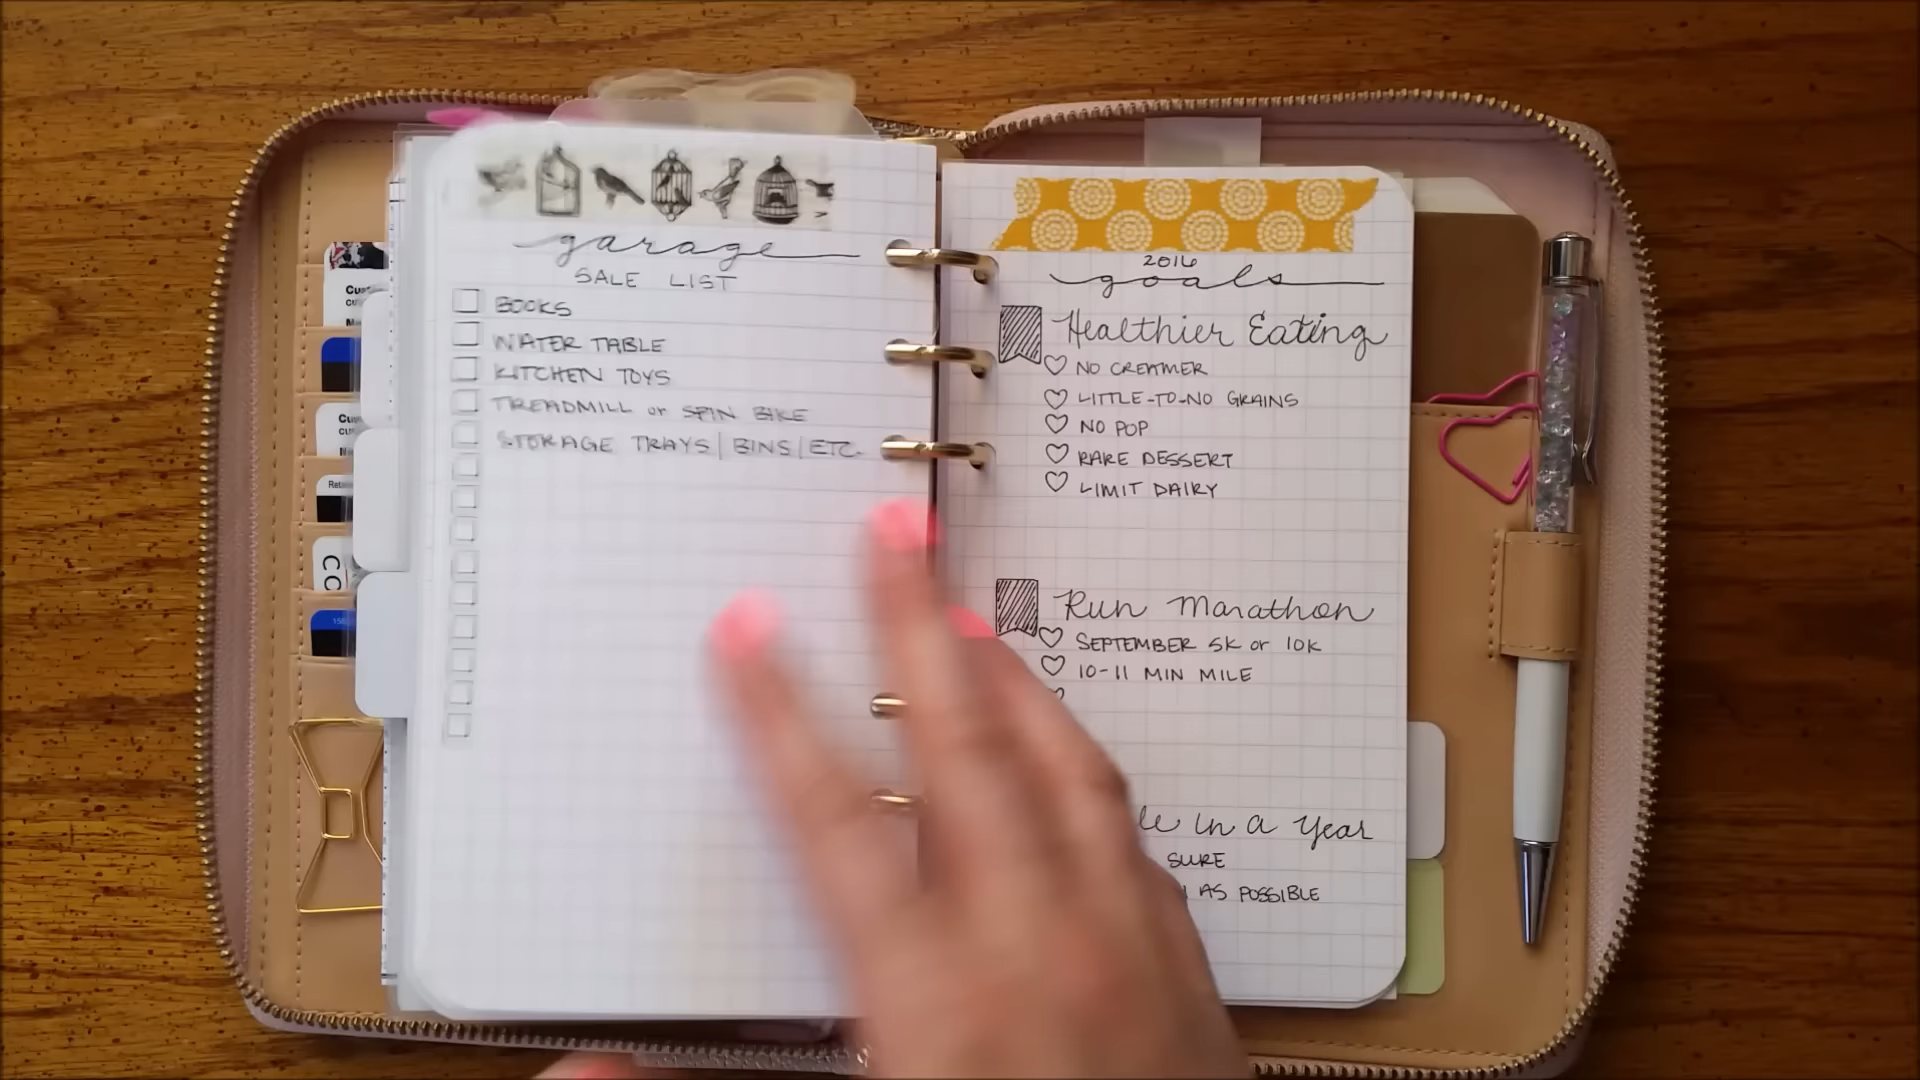 garage
SALE LIST
BOOKS
WATER TABLE
KITCHEN TOYS
TREADMILL or SPIN BIKE
STORAGE TRAYS | BINS | ETC.
2016
goals
Healthier Eating
NO CREAMER
LITTLE-TO-NO GRAINS
NO POP
RARE DESSERT
LIMIT DAIRY
Run Marathon
SEPTEMBER 5K or 10K
10-11 MIN MILE
In A Year
SURE
AS POSSIBLE